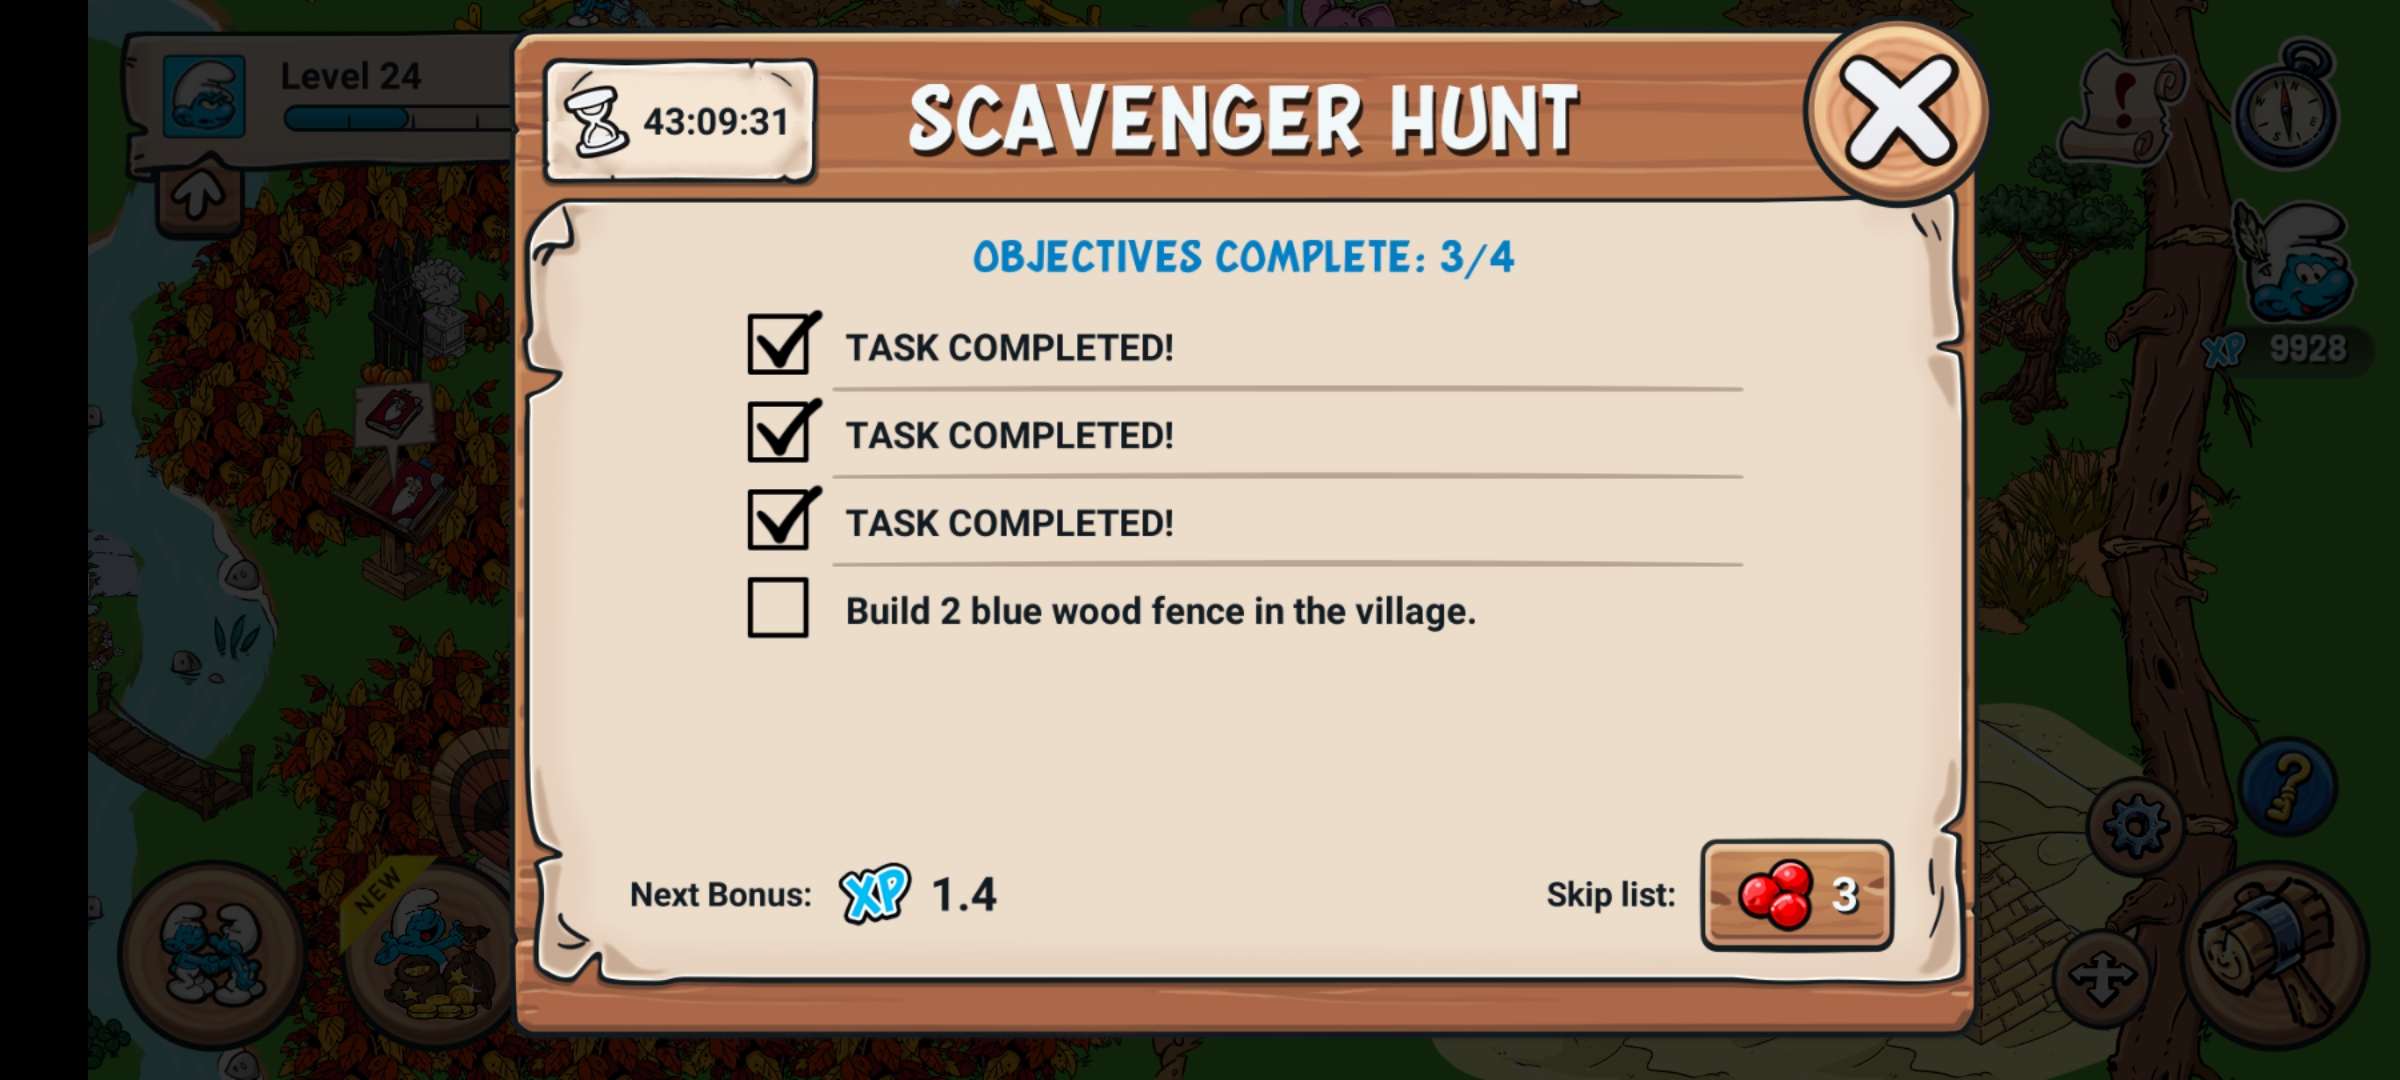 Level 24
43:09:31
SCAVENGER HUNT
OBJECTIVES COMPLETE: 3/4
TASK COMPLETED!
TASK COMPLETED!
TASK COMPLETED!
Build 2 blue wood fence in the village.
XP 9928
NEW
Next Bonus: XP 1.4
Skip list: 3